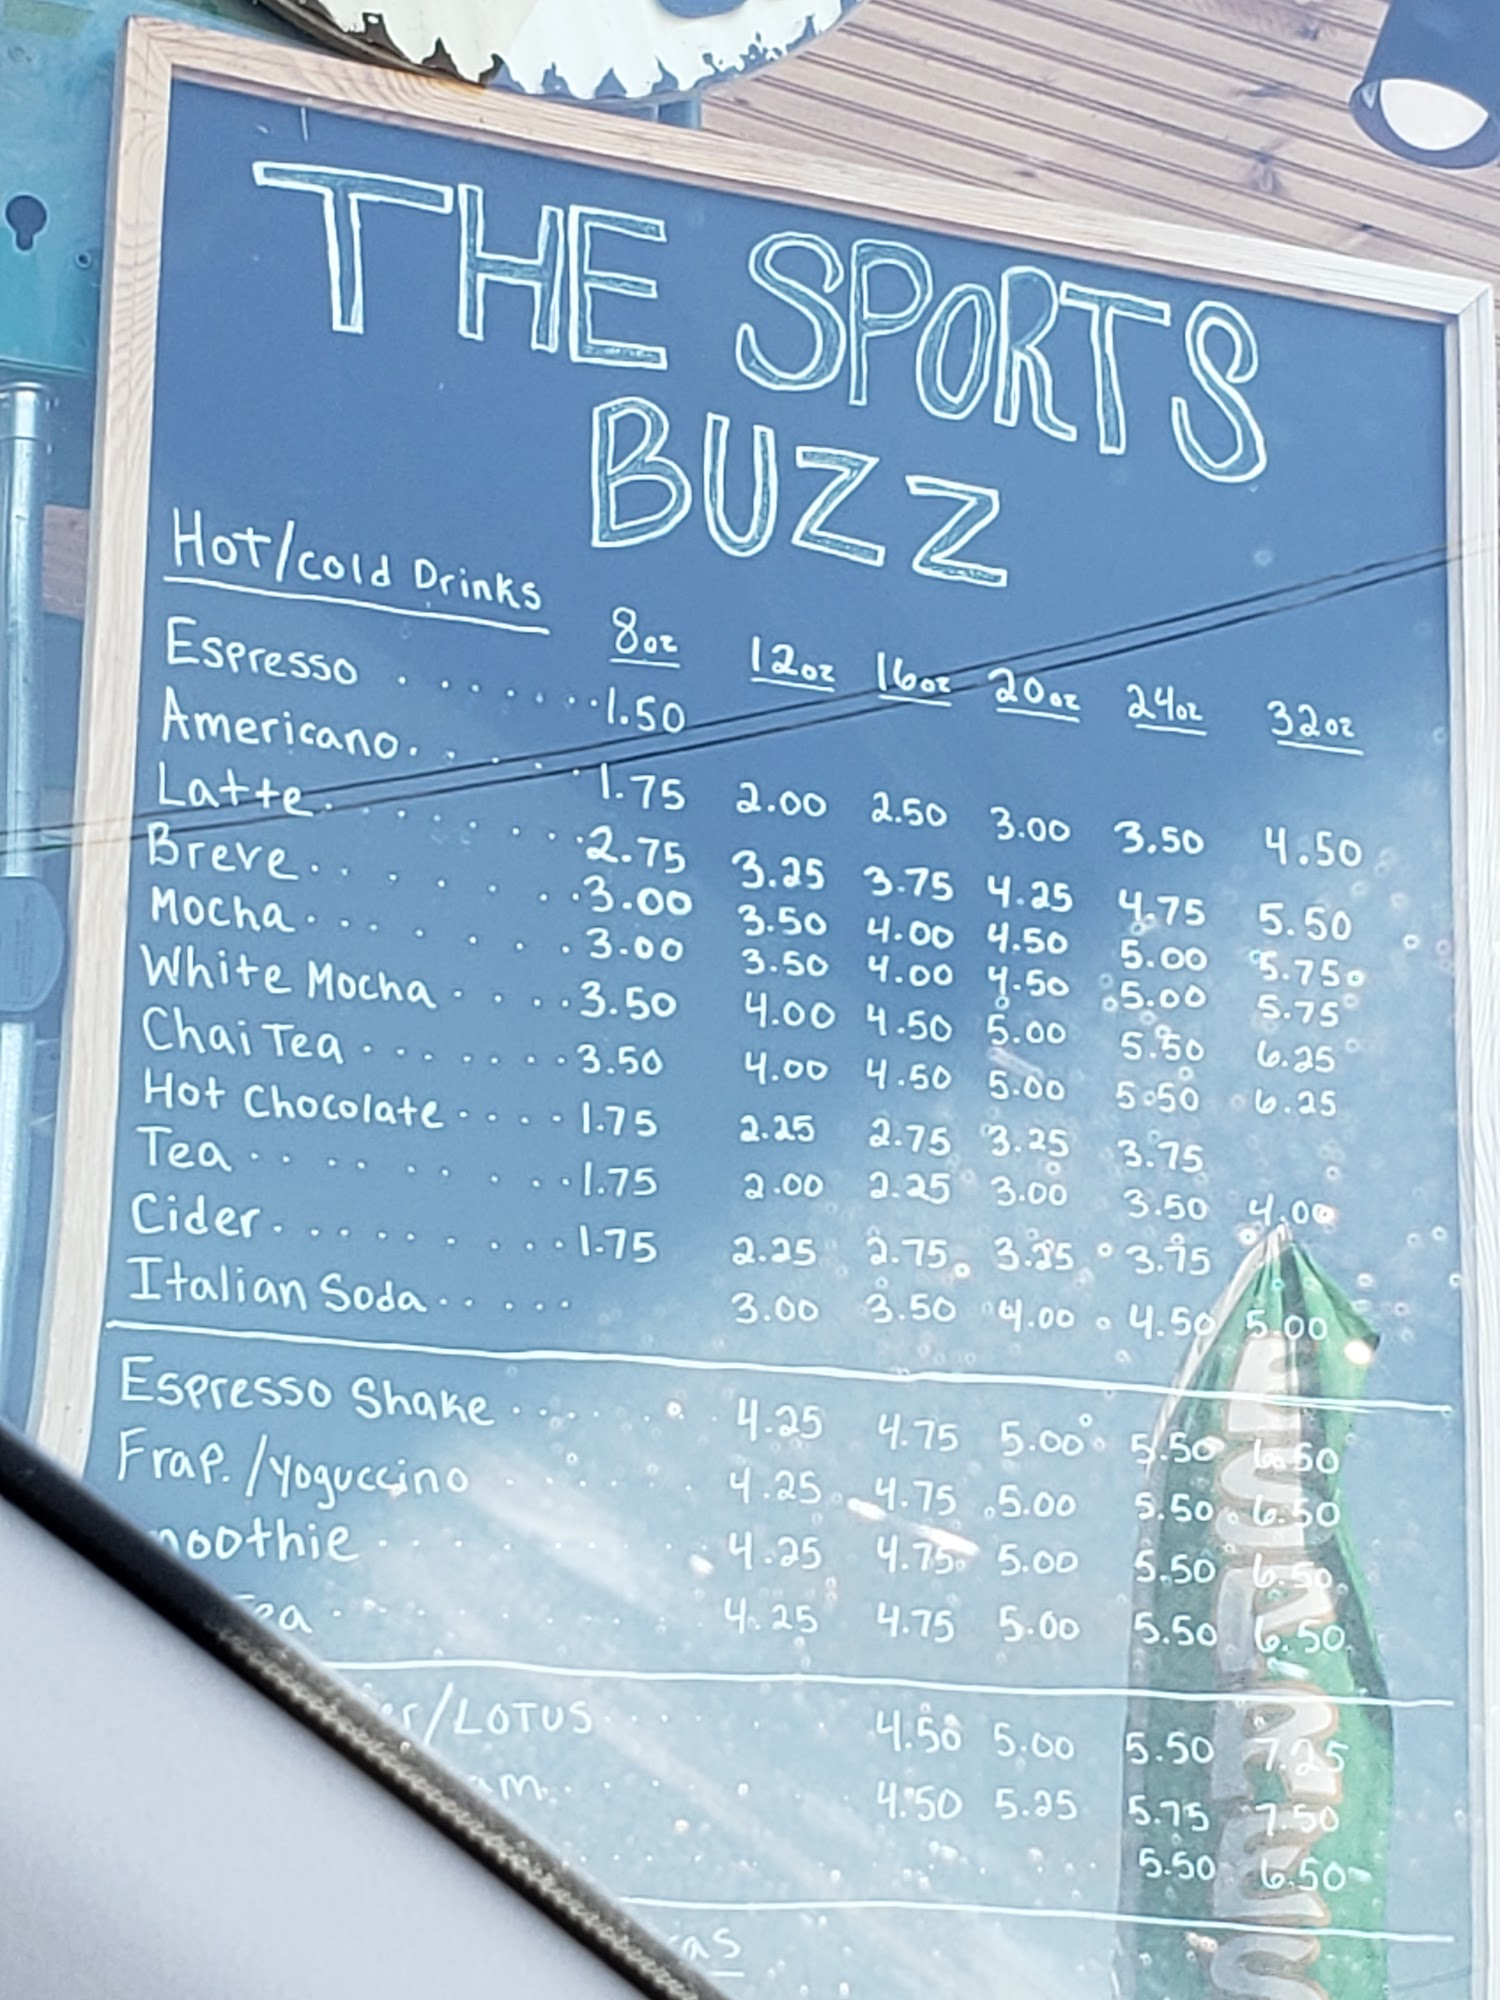 THE SPORTS
BUZZ
Hot/cold Drinks 8oz 12oz 16oz 20oz 24oz 32oz
Espresso . . . . . . . 1.50
Americano. . . . . 1.75 2.00 2.50 3.00 3.50 4.50
Latte. . . . . . . . 2.75 3.25 3.75 4.25 4.75 5.50
Breve. . . . . . . 3.00 3.50 4.00 4.50 5.00 5.75
Mocha . . . . . . . 3.00 3.50 4.00 4.50 5.00 5.75
White Mocha . . . . 3.50 4.00 4.50 5.00 5.50 6.25
Chai Tea . . . . . . . 3.50 4.00 4.50 5.00 5.50 6.25
Hot Chocolate . . . . 1.75 2.25 2.75 3.25 3.75
Tea . . . . . . . . . 1.75 2.00 2.25 3.00 3.50 4.00
Cider. . . . . . . . . 1.75 2.25 2.75 3.25 3.75
Italian Soda . . . . . 3.00 3.50 4.00 4.50 5.00
Espresso Shake . . . . . . 4.25 4.75 5.00 5.50 6.50
Frap./Yoguccino . . . . . . 4.25 4.75 5.00 5.50 6.50
moothie . . . . . . . . . 4.25 4.75 5.00 5.50 6.50
ea . . . . . . . . . 4.25 4.75 5.00 5.50 6.50
er/LOTUS . . . . . 4.50 5.00 5.50 7.25
am. . . . . . 4.50 5.25 5.75 7.50
5.50 6.50
as